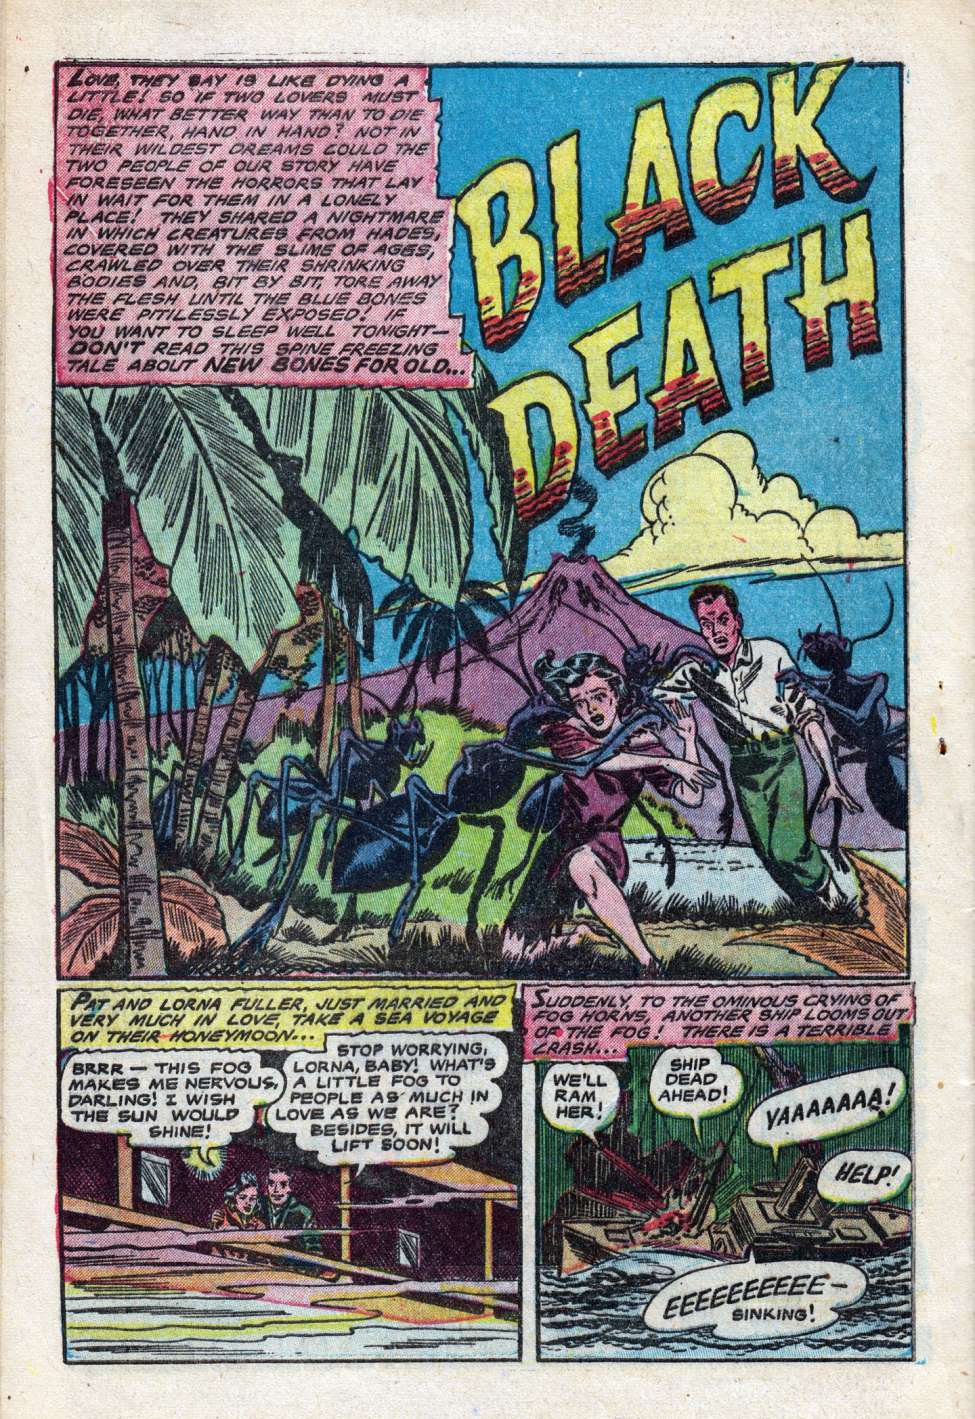 LOVE, THEY SAY IS LIKE DYING A
LITTLE! SO IF TWO LOVERS MUST
DIE, WHAT BETTER WAY THAN TO DIE
TOGETHER, HAND IN HAND? NOT IN
THEIR WILDEST DREAMS COULD THE
TWO PEOPLE OF OUR STORY HAVE
FORESEEN THE HORRORS THAT LAY
IN WAIT FOR THEM IN A LONELY
PLACE! THEY SHARED A NIGHTMARE
IN WHICH CREATURES FROM HADES,
COVERED WITH THE SLIME OF AGES,
CRAWLED OVER THEIR SHRINKING
BODIES AND, BIT BY BIT, TORE AWAY
THE FLESH UNTIL THE BLUE BONES
WERE PITILESSLY EXPOSED! IF
YOU WANT TO SLEEP WELL TONIGHT—
DON'T READ THIS SPINE FREEZING
TALE ABOUT NEW BONES FOR OLD...
BLACK
DEATH
PAT AND LORNA FULLER, JUST MARRIED AND
VERY MUCH IN LOVE, TAKE A SEA VOYAGE
ON THEIR HONEYMOON...
BRRR — THIS FOG
MAKES ME NERVOUS,
DARLING! I WISH
THE SUN WOULD
SHINE!
STOP WORRYING,
LORNA, BABY! WHAT'S
A LITTLE FOG TO
PEOPLE AS MUCH IN
LOVE AS WE ARE?
BESIDES, IT WILL
LIFT SOON!
SUDDENLY, TO THE OMINOUS CRYING OF
FOG HORNS, ANOTHER SHIP LOOMS OUT
OF THE FOG! THERE IS A TERRIBLE
CRASH...
WE'LL
RAM
HER!
SHIP
DEAD
AHEAD!
YAAAAAAA!
HELP!
EEEEEEEEEE—
SINKING!